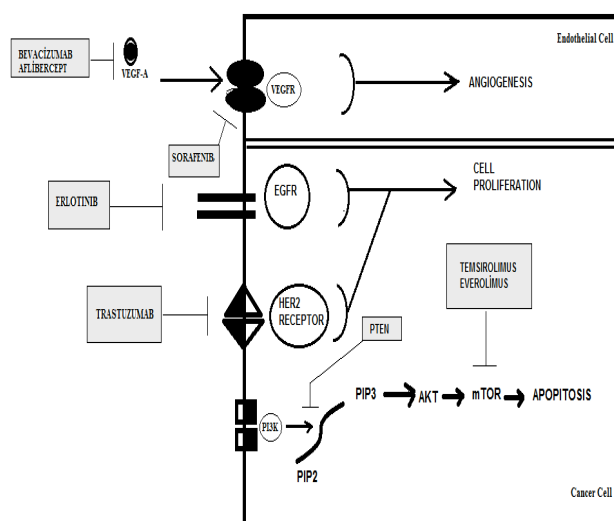 Endothelial Cell
BEVACİZUMAB
AFLİBERCEPT
VEGF-A
VEGFR
ANGIOGENESIS
SORAFENIB
CELL
PROLIFERATION
EGFR
ERLOTINIB
TEMSIROLIMUS
EVEROLİMUS
HER2
RECEPTOR
TRASTUZUMAB
PTEN
PIP3
AKT
mTOR
APOPITOSIS
PI3K
PIP2
Cancer Cell